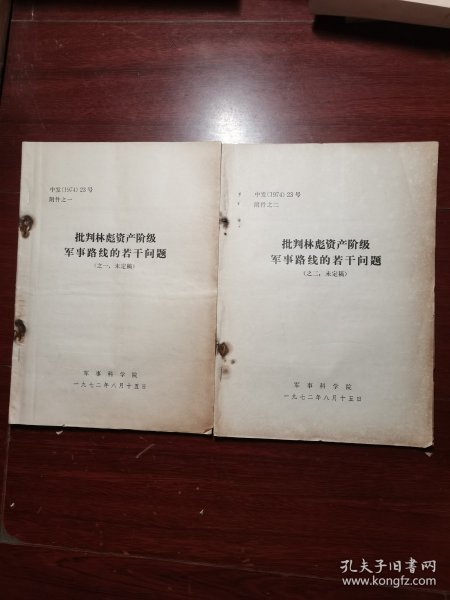 中发(1974)23号
附件之一
批判林彪资产阶级
军事路线的若干问题
(之一,未定稿)
军事科学院
一九七二年八月十五日
中发(1974)23号
附件之二
批判林彪资产阶级
军事路线的若干问题
(之二,未定稿)
军事科学院
一九七二年八月十五日
孔夫子旧书网
www.kongfz.com